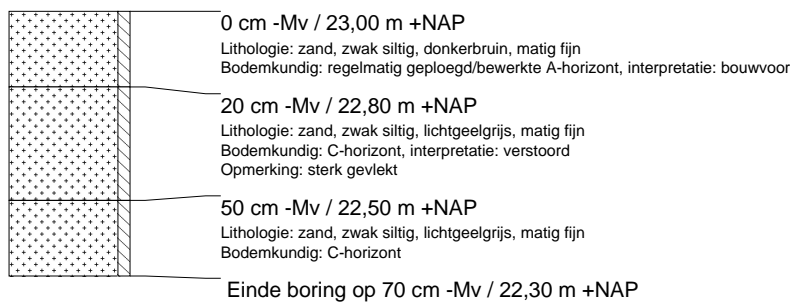 0 cm -Mv / 23,00 m +NAP
Lithologie: zand, zwak siltig, donkerbruin, matig fijn
Bodemkundig: regelmatig geploegd/bewerkte A-horizont, interpretatie: bouwvoor
20 cm -Mv / 22,80 m +NAP
Lithologie: zand, zwak siltig, lichtgeelgrijs, matig fijn
Bodemkundig: C-horizont, interpretatie: verstoord
Opmerking: sterk gevlekt
50 cm -Mv / 22,50 m +NAP
Lithologie: zand, zwak siltig, lichtgeelgrijs, matig fijn
Bodemkundig: C-horizont
Einde boring op 70 cm -Mv / 22,30 m +NAP